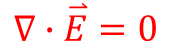 ∇ · E⃗ = 0